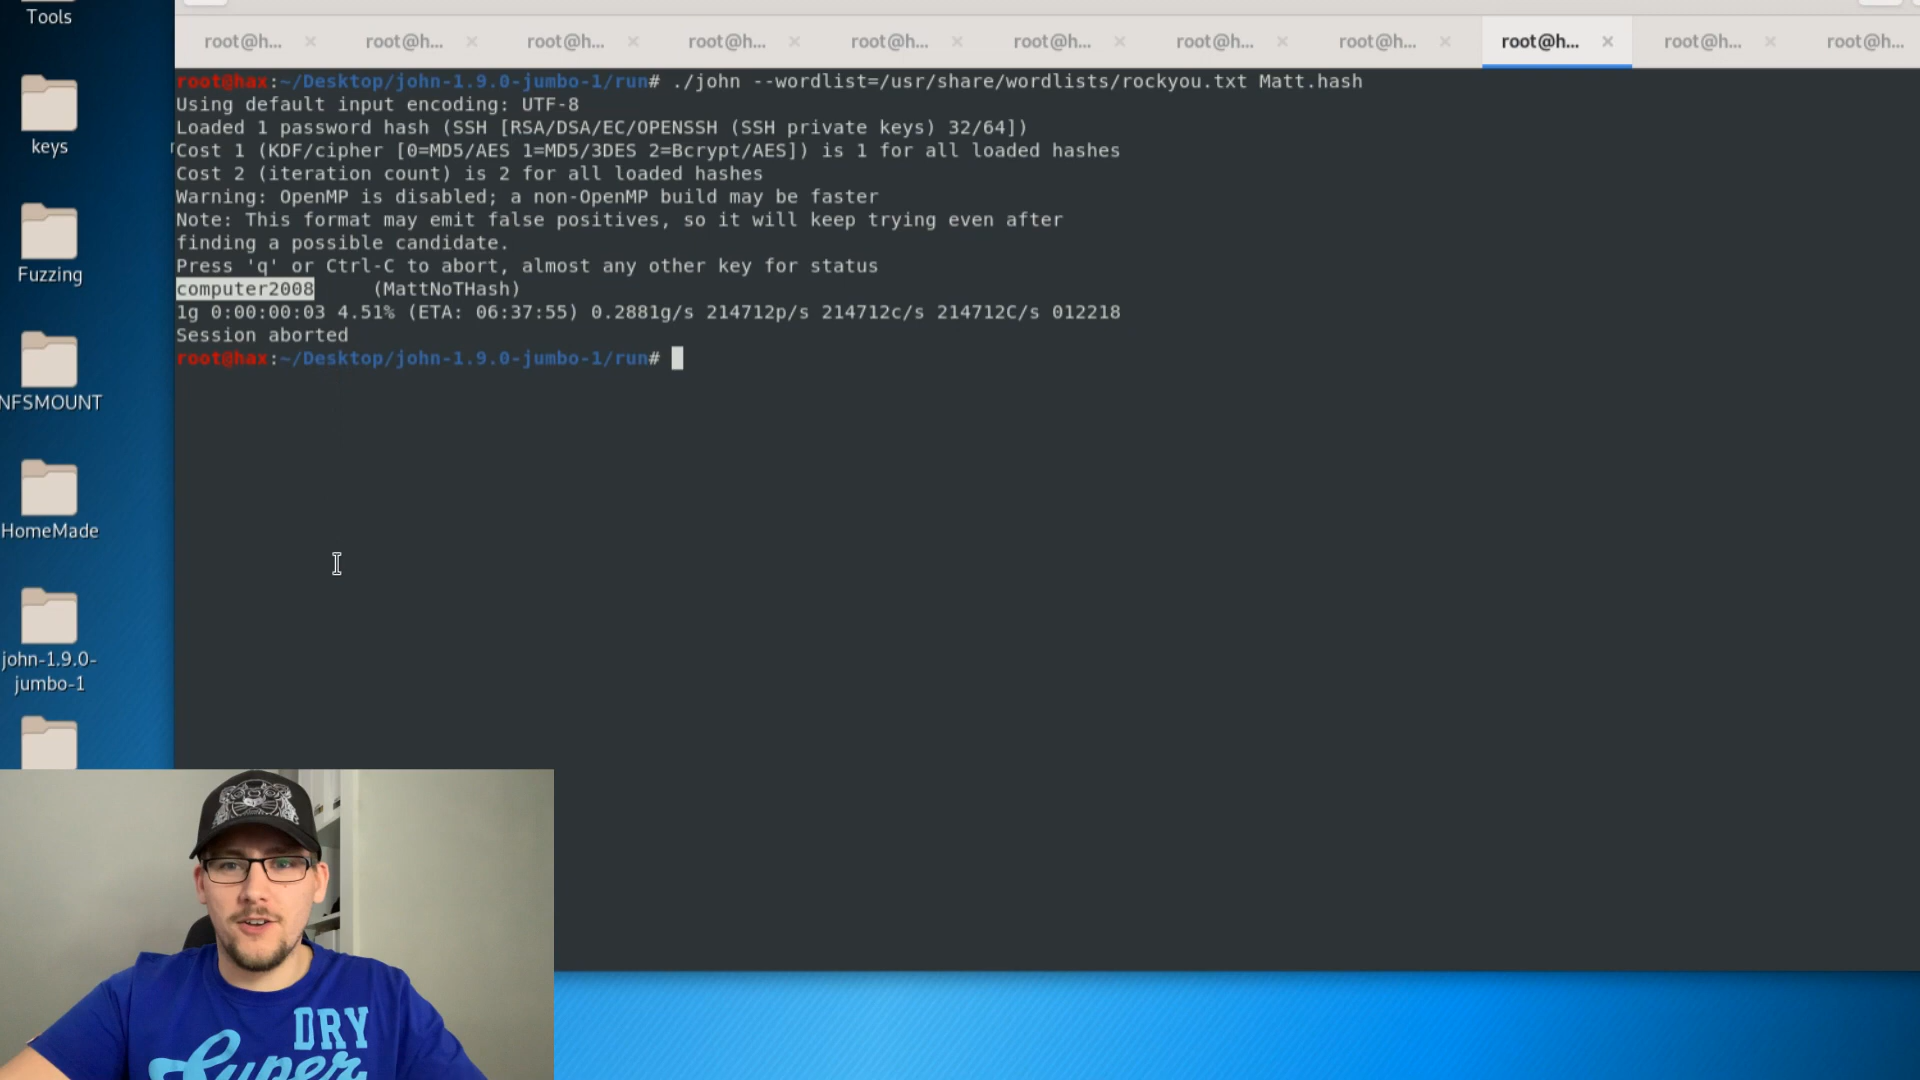 Tools
keys
Fuzzing
NFSMOUNT
HomeMade
john-1.9.0-
jumbo-1
root@h... root@h... root@h... root@h... root@h... root@h... root@h... root@h... root@h... root@h... root@h...
root@hax:~/Desktop/john-1.9.0-jumbo-1/run# ./john --wordlist=/usr/share/wordlists/rockyou.txt Matt.hash
Using default input encoding: UTF-8
Loaded 1 password hash (SSH [RSA/DSA/EC/OPENSSH (SSH private keys) 32/64])
Cost 1 (KDF/cipher [0=MD5/AES 1=MD5/3DES 2=Bcrypt/AES]) is 1 for all loaded hashes
Cost 2 (iteration count) is 2 for all loaded hashes
Warning: OpenMP is disabled; a non-OpenMP build may be faster
Note: This format may emit false positives, so it will keep trying even after
finding a possible candidate.
Press 'q' or Ctrl-C to abort, almost any other key for status
computer2008     (MattNoTHash)
1g 0:00:00:03 4.51% (ETA: 06:37:55) 0.2881g/s 214712p/s 214712c/s 214712C/s 012218
Session aborted
root@hax:~/Desktop/john-1.9.0-jumbo-1/run#
DRY
Super